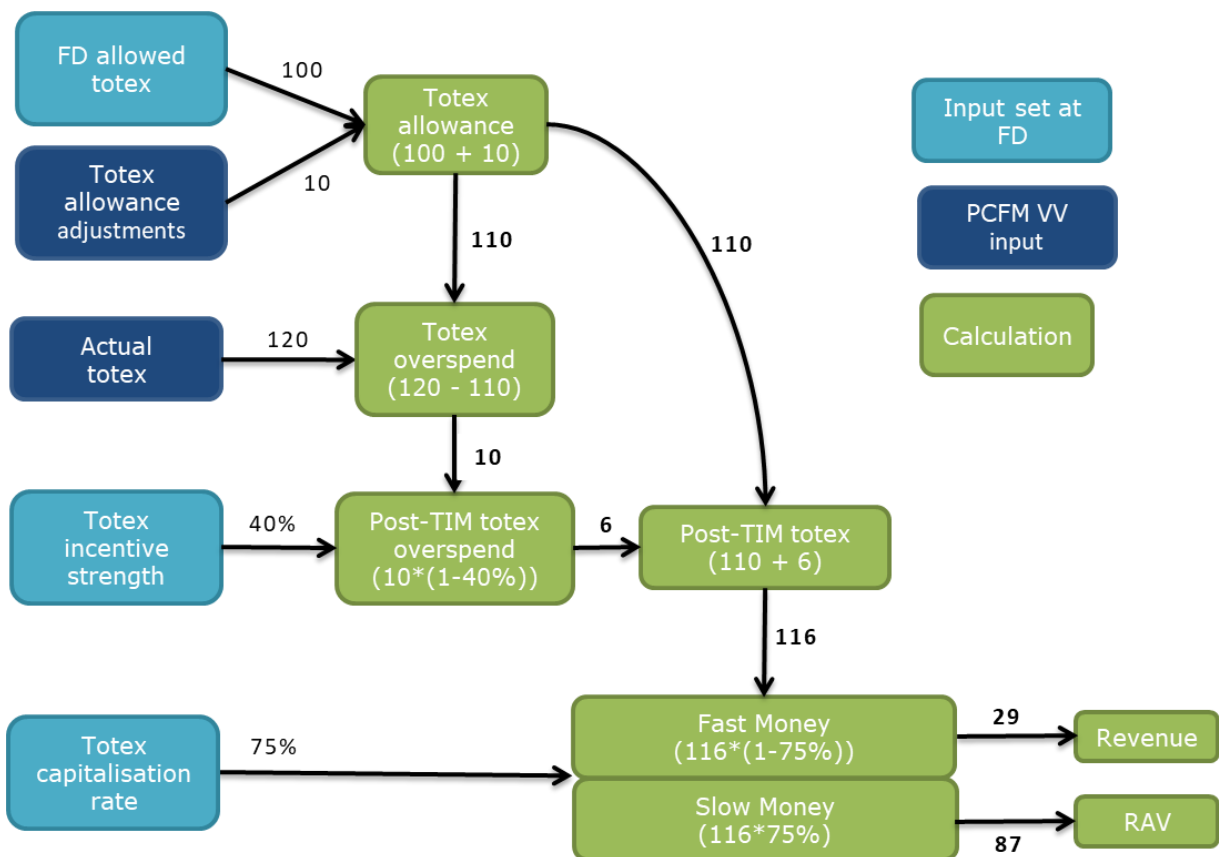 FD allowed
totex
100
Totex
allowance
(100 + 10)
Input set at
FD
Totex
allowance
adjustments
10
110
110
PCFM VV
input
Actual
totex
120
Totex
overspend
(120 - 110)
Calculation
10
Totex
incentive
strength
40%
Post-TIM totex
overspend
(10*(1-40%))
6
Post-TIM totex
(110 + 6)
116
Totex
capitalisation
rate
75%
Fast Money
(116*(1-75%))
29
Revenue
Slow Money
(116*75%)
87
RAV